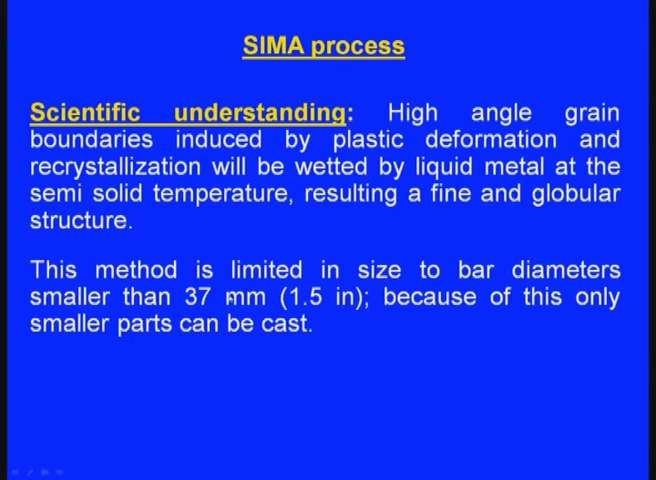 SIMA process
Scientific understanding: High angle grain
boundaries induced by plastic deformation and
recrystallization will be wetted by liquid metal at the
semi solid temperature, resulting a fine and globular
structure.
This method is limited in size to bar diameters
smaller than 37 mm (1.5 in); because of this only
smaller parts can be cast.